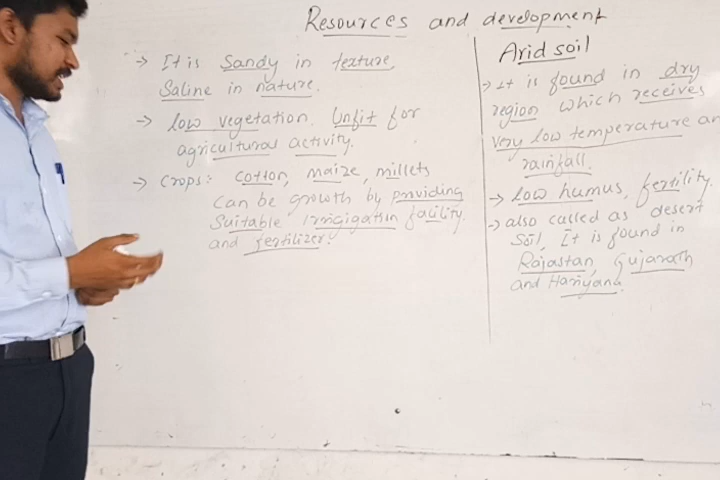 Resources and development
Arid soil
→ It is found in dry
region which receives
very low temperature an
rainfall.
→ low humus, fertility.
→ also called as desert
soil, It is found in
Rajastan, Gujarath
and Hariyana.
→ It is Sandy in texture
Saline in nature.
→ low vegetation. Unfit for
agricultural activity.
→ crops: cotton, maize, millets
can be growth by providing
Suitable irrigigation facility
and fertilizer.